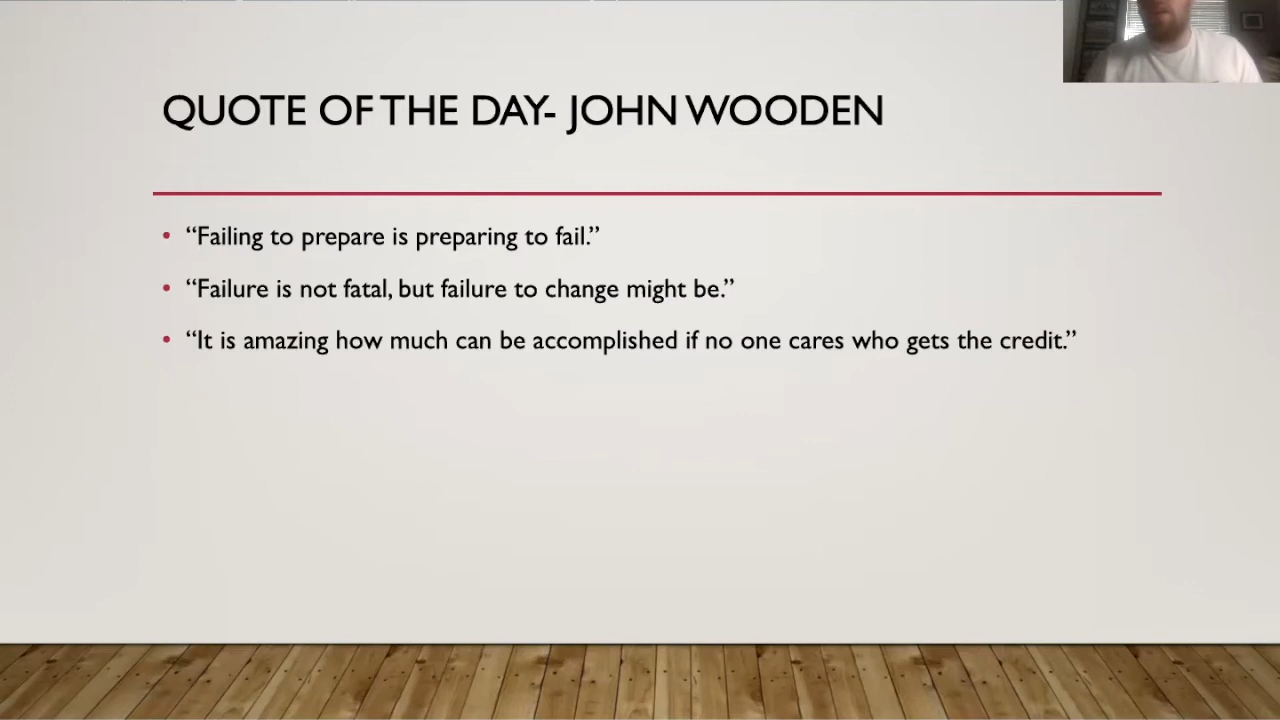 QUOTE OF THE DAY- JOHN WOODEN
• “Failing to prepare is preparing to fail.”
• “Failure is not fatal, but failure to change might be.”
• “It is amazing how much can be accomplished if no one cares who gets the credit.”